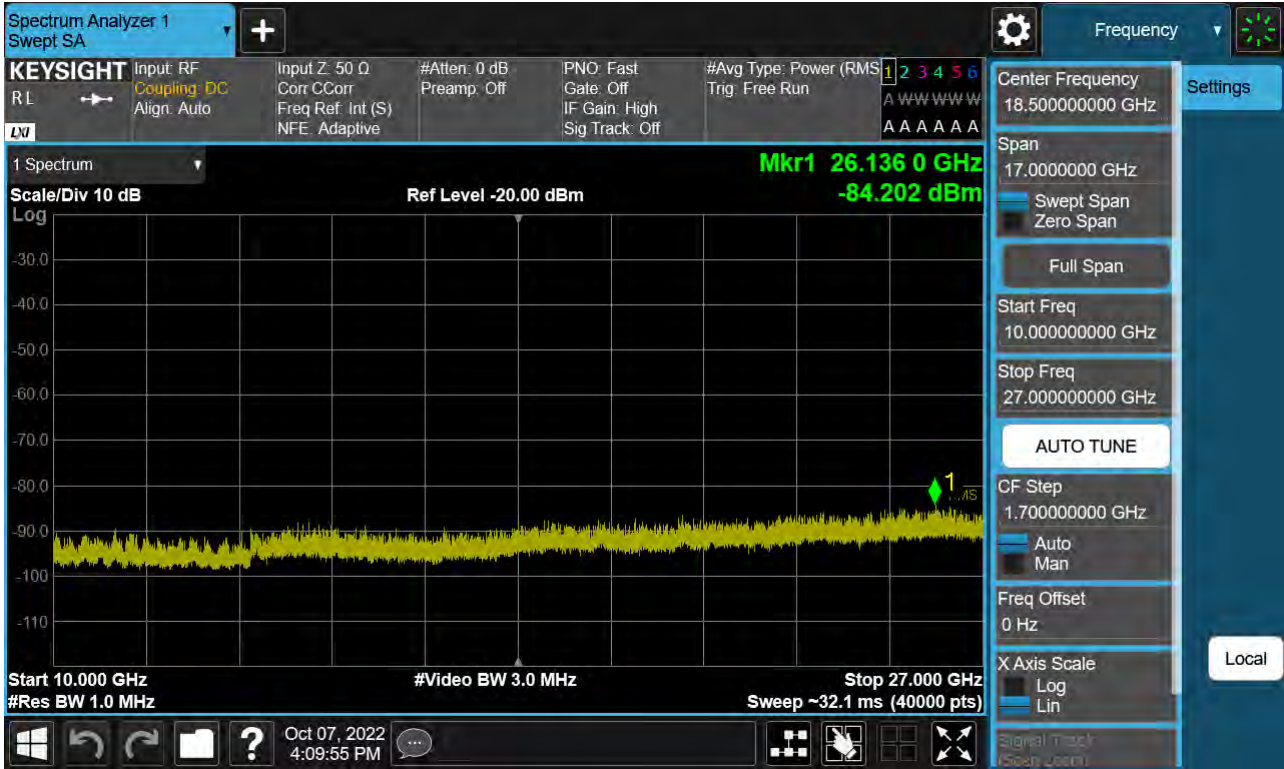 Spectrum Analyzer 1
Swept SA
Frequency
KEYSIGHT
R L
LXI
Input: RF
Coupling: DC
Align: Auto
Input Z: 50 Ω
Corr CCorr
Freq Ref: Int (S)
NFE: Adaptive
#Atten: 0 dB
Preamp: Off
PNO: Fast
Gate: Off
IF Gain: High
Sig Track: Off
#Avg Type: Power (RMS
Trig: Free Run
1 2 3 4 5 6
A W W W W W
A A A A A A
1 Spectrum
Scale/Div 10 dB
Ref Level -20.00 dBm
Mkr1 26.136 0 GHz
-84.202 dBm
Log
-30.0
-40.0
-50.0
-60.0
-70.0
-80.0
-90.0
-100
-110
1
Start 10.000 GHz
#Video BW 3.0 MHz
Stop 27.000 GHz
#Res BW 1.0 MHz
Sweep ~32.1 ms (40000 pts)
Oct 07, 2022
4:09:55 PM
Center Frequency
18.500000000 GHz
Settings
Span
17.0000000 GHz
Swept Span
Zero Span
Full Span
Start Freq
10.000000000 GHz
Stop Freq
27.000000000 GHz
AUTO TUNE
CF Step
1.700000000 GHz
Auto
Man
Freq Offset
0 Hz
X Axis Scale
Log
Lin
Local
Signal Track
(Span Zoom)